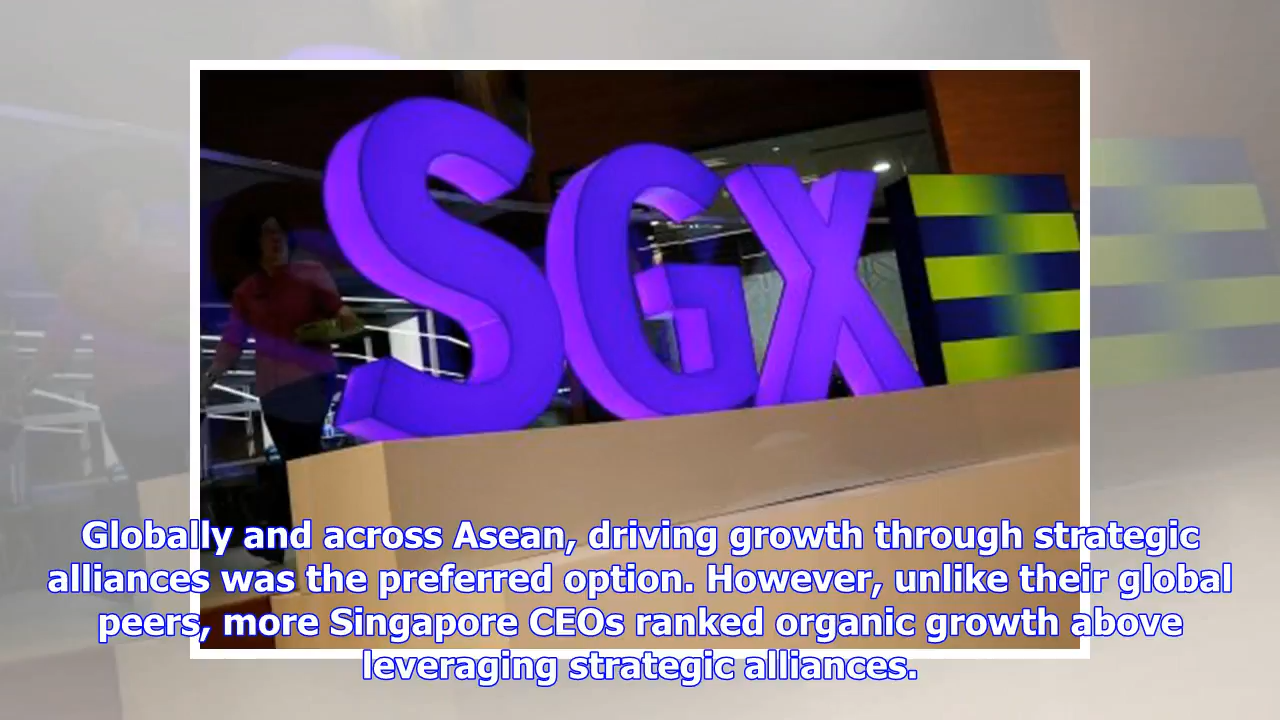 SGX
Globally and across Asean, driving growth through strategic
alliances was the preferred option. However, unlike their global
peers, more Singapore CEOs ranked organic growth above
leveraging strategic alliances.